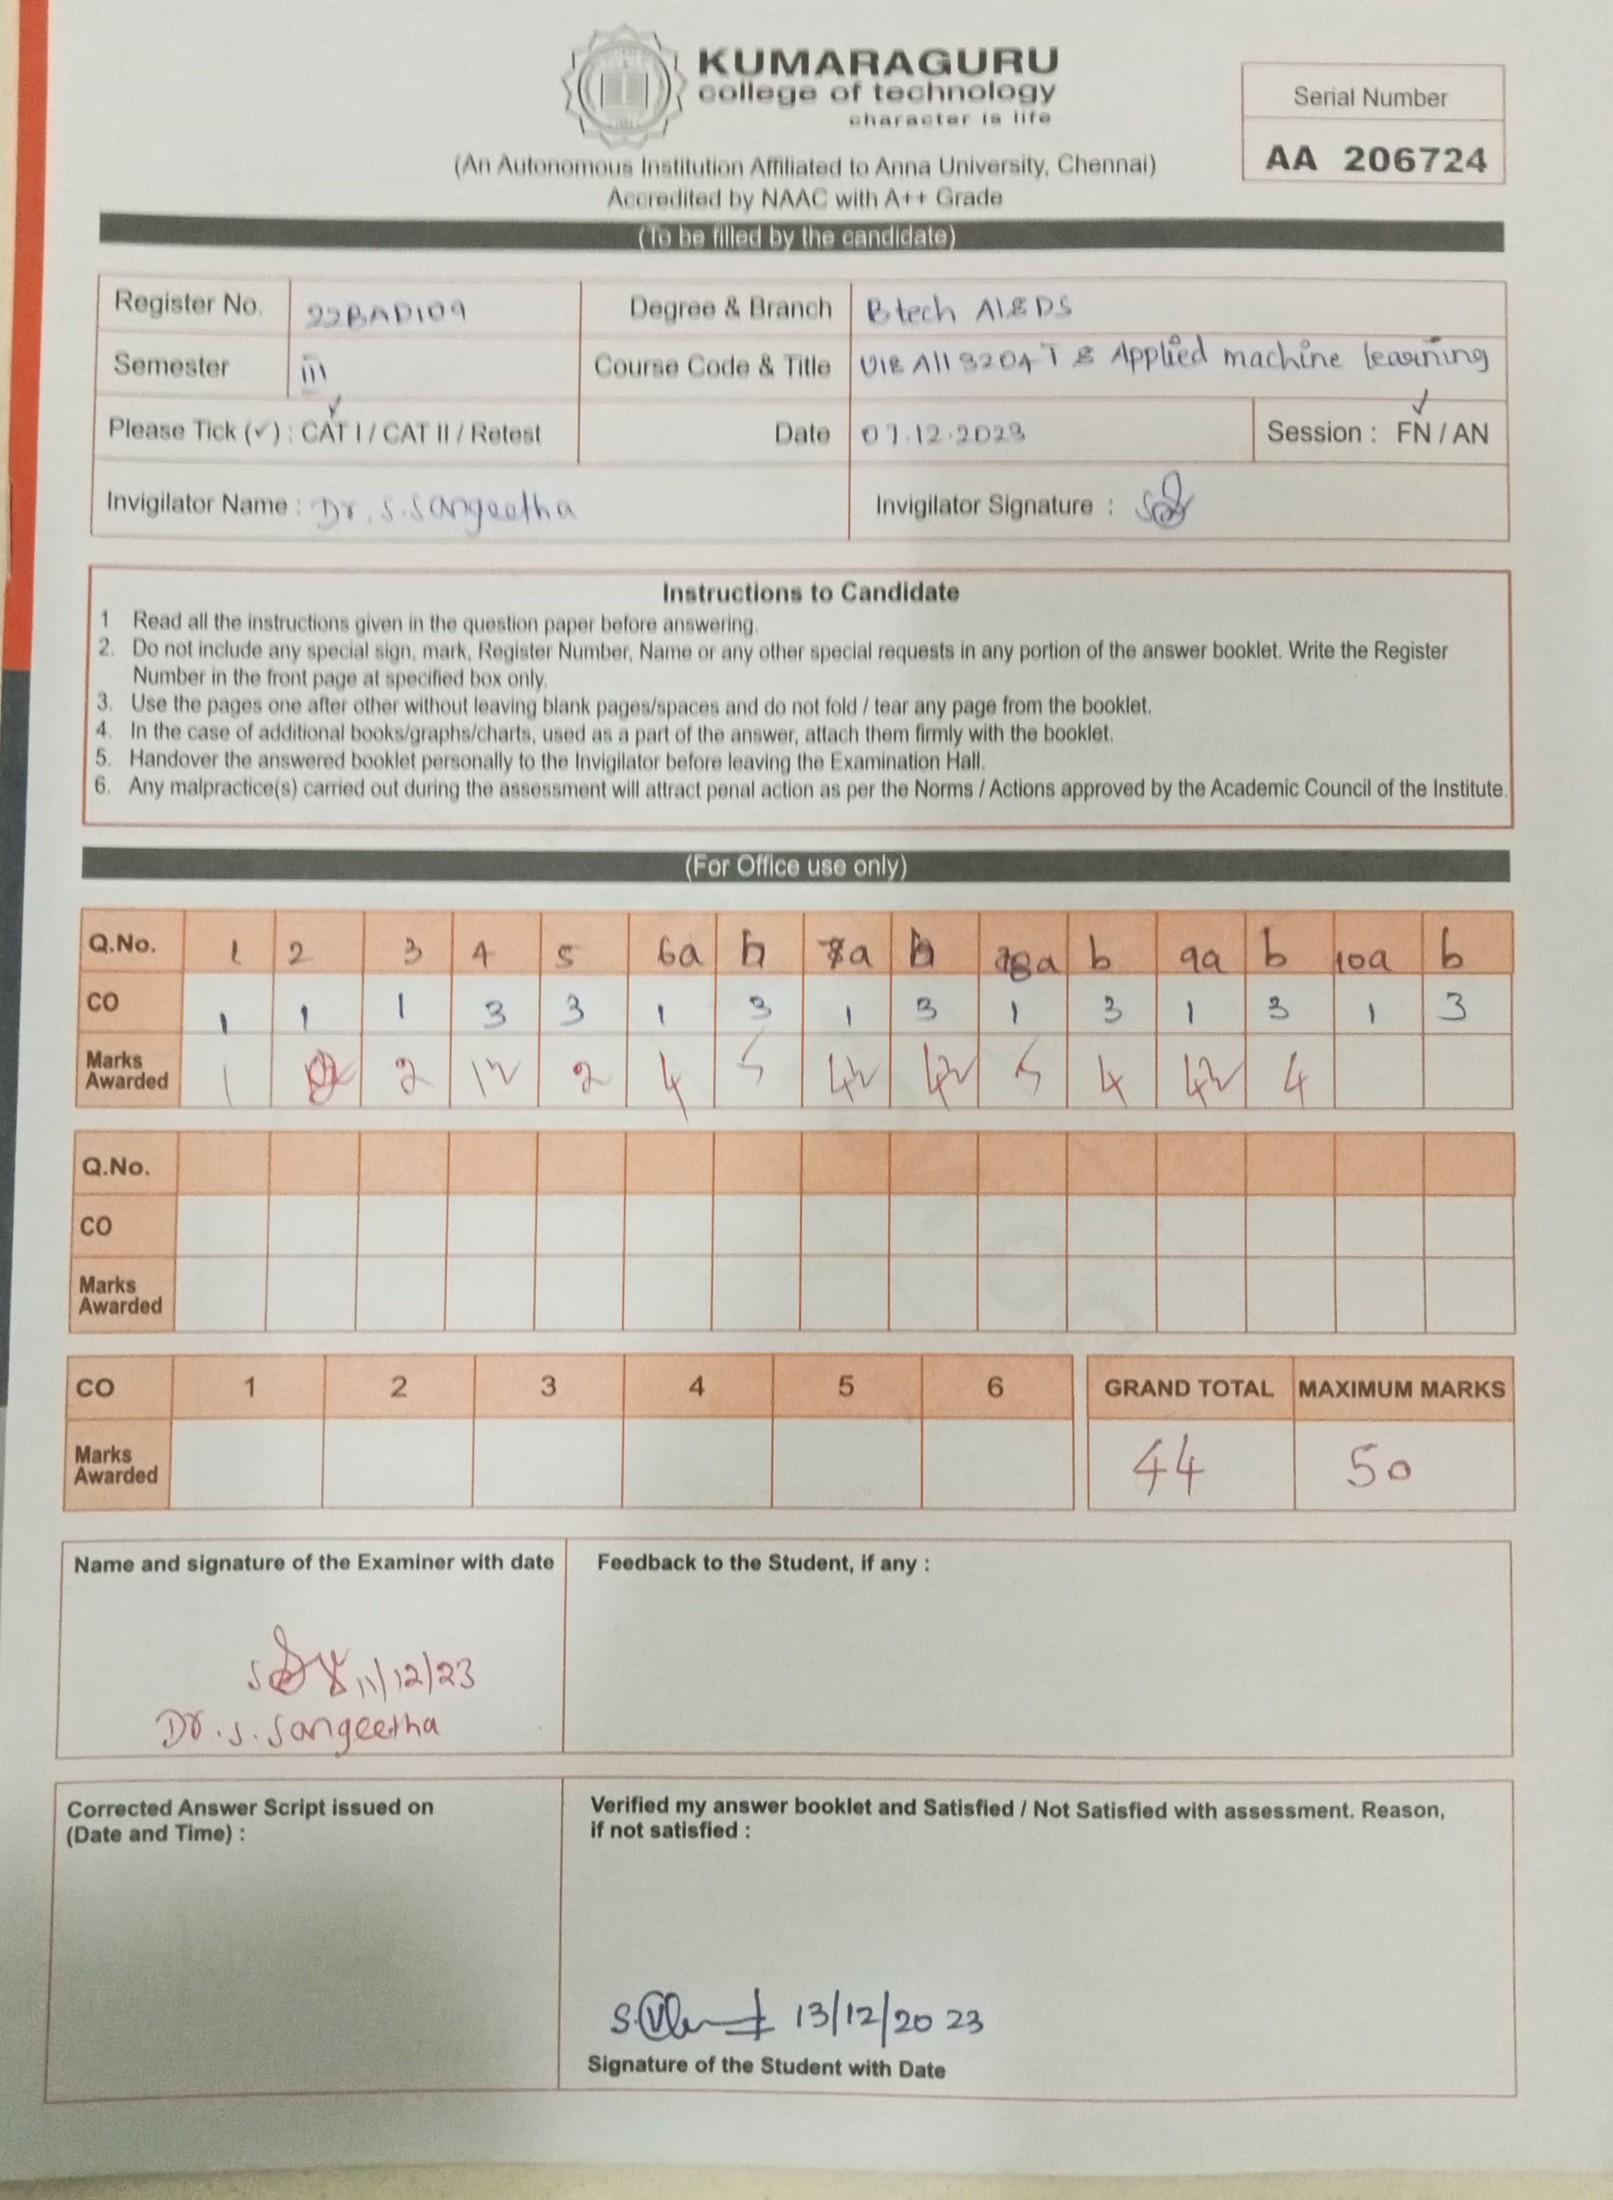 KUMARAGURU
college of technology
character is life
(An Autonomous Institution Affiliated to Anna University, Chennai)
Accredited by NAAC with A++ Grade
Serial Number
AA 206724
(To be filled by the candidate)
Register No. 22BAD109 Degree & Branch Btech AI&DS
Semester III Course Code & Title Applied machine learning
Please Tick (✓) : CAT I / CAT II / Retest Date 07.12.2023 Session : FN / AN
Invigilator Name : Dr. S. Sangeetha Invigilator Signature :
Instructions to Candidate
1 Read all the instructions given in the question paper before answering.
2. Do not include any special sign, mark, Register Number, Name or any other special requests in any portion of the answer booklet. Write the Register
Number in the front page at specified box only.
3. Use the pages one after other without leaving blank pages/spaces and do not fold / tear any page from the booklet.
4. In the case of additional books/graphs/charts, used as a part of the answer, attach them firmly with the booklet.
5. Handover the answered booklet personally to the Invigilator before leaving the Examination Hall.
6. Any malpractice(s) carried out during the assessment will attract penal action as per the Norms / Actions approved by the Academic Council of the Institute.
(For Office use only)
Q.No. 1 2 3 4 5 6a b 7a b 8a b 9a b 10a b
CO 1 1 1 3 3 1 3 1 3 1 3 1 3 1 3
Marks
Awarded 1 2 2 4 5 5 4 4
Q.No.
CO
Marks
Awarded
CO 1 2 3 4 5 6 GRAND TOTAL MAXIMUM MARKS
Marks
Awarded 44 50
Name and signature of the Examiner with date
11/12/23
Dr. S. Sangeetha
Feedback to the Student, if any :
Corrected Answer Script issued on
(Date and Time) :
Verified my answer booklet and Satisfied / Not Satisfied with assessment. Reason,
if not satisfied :
13/12/2023
Signature of the Student with Date